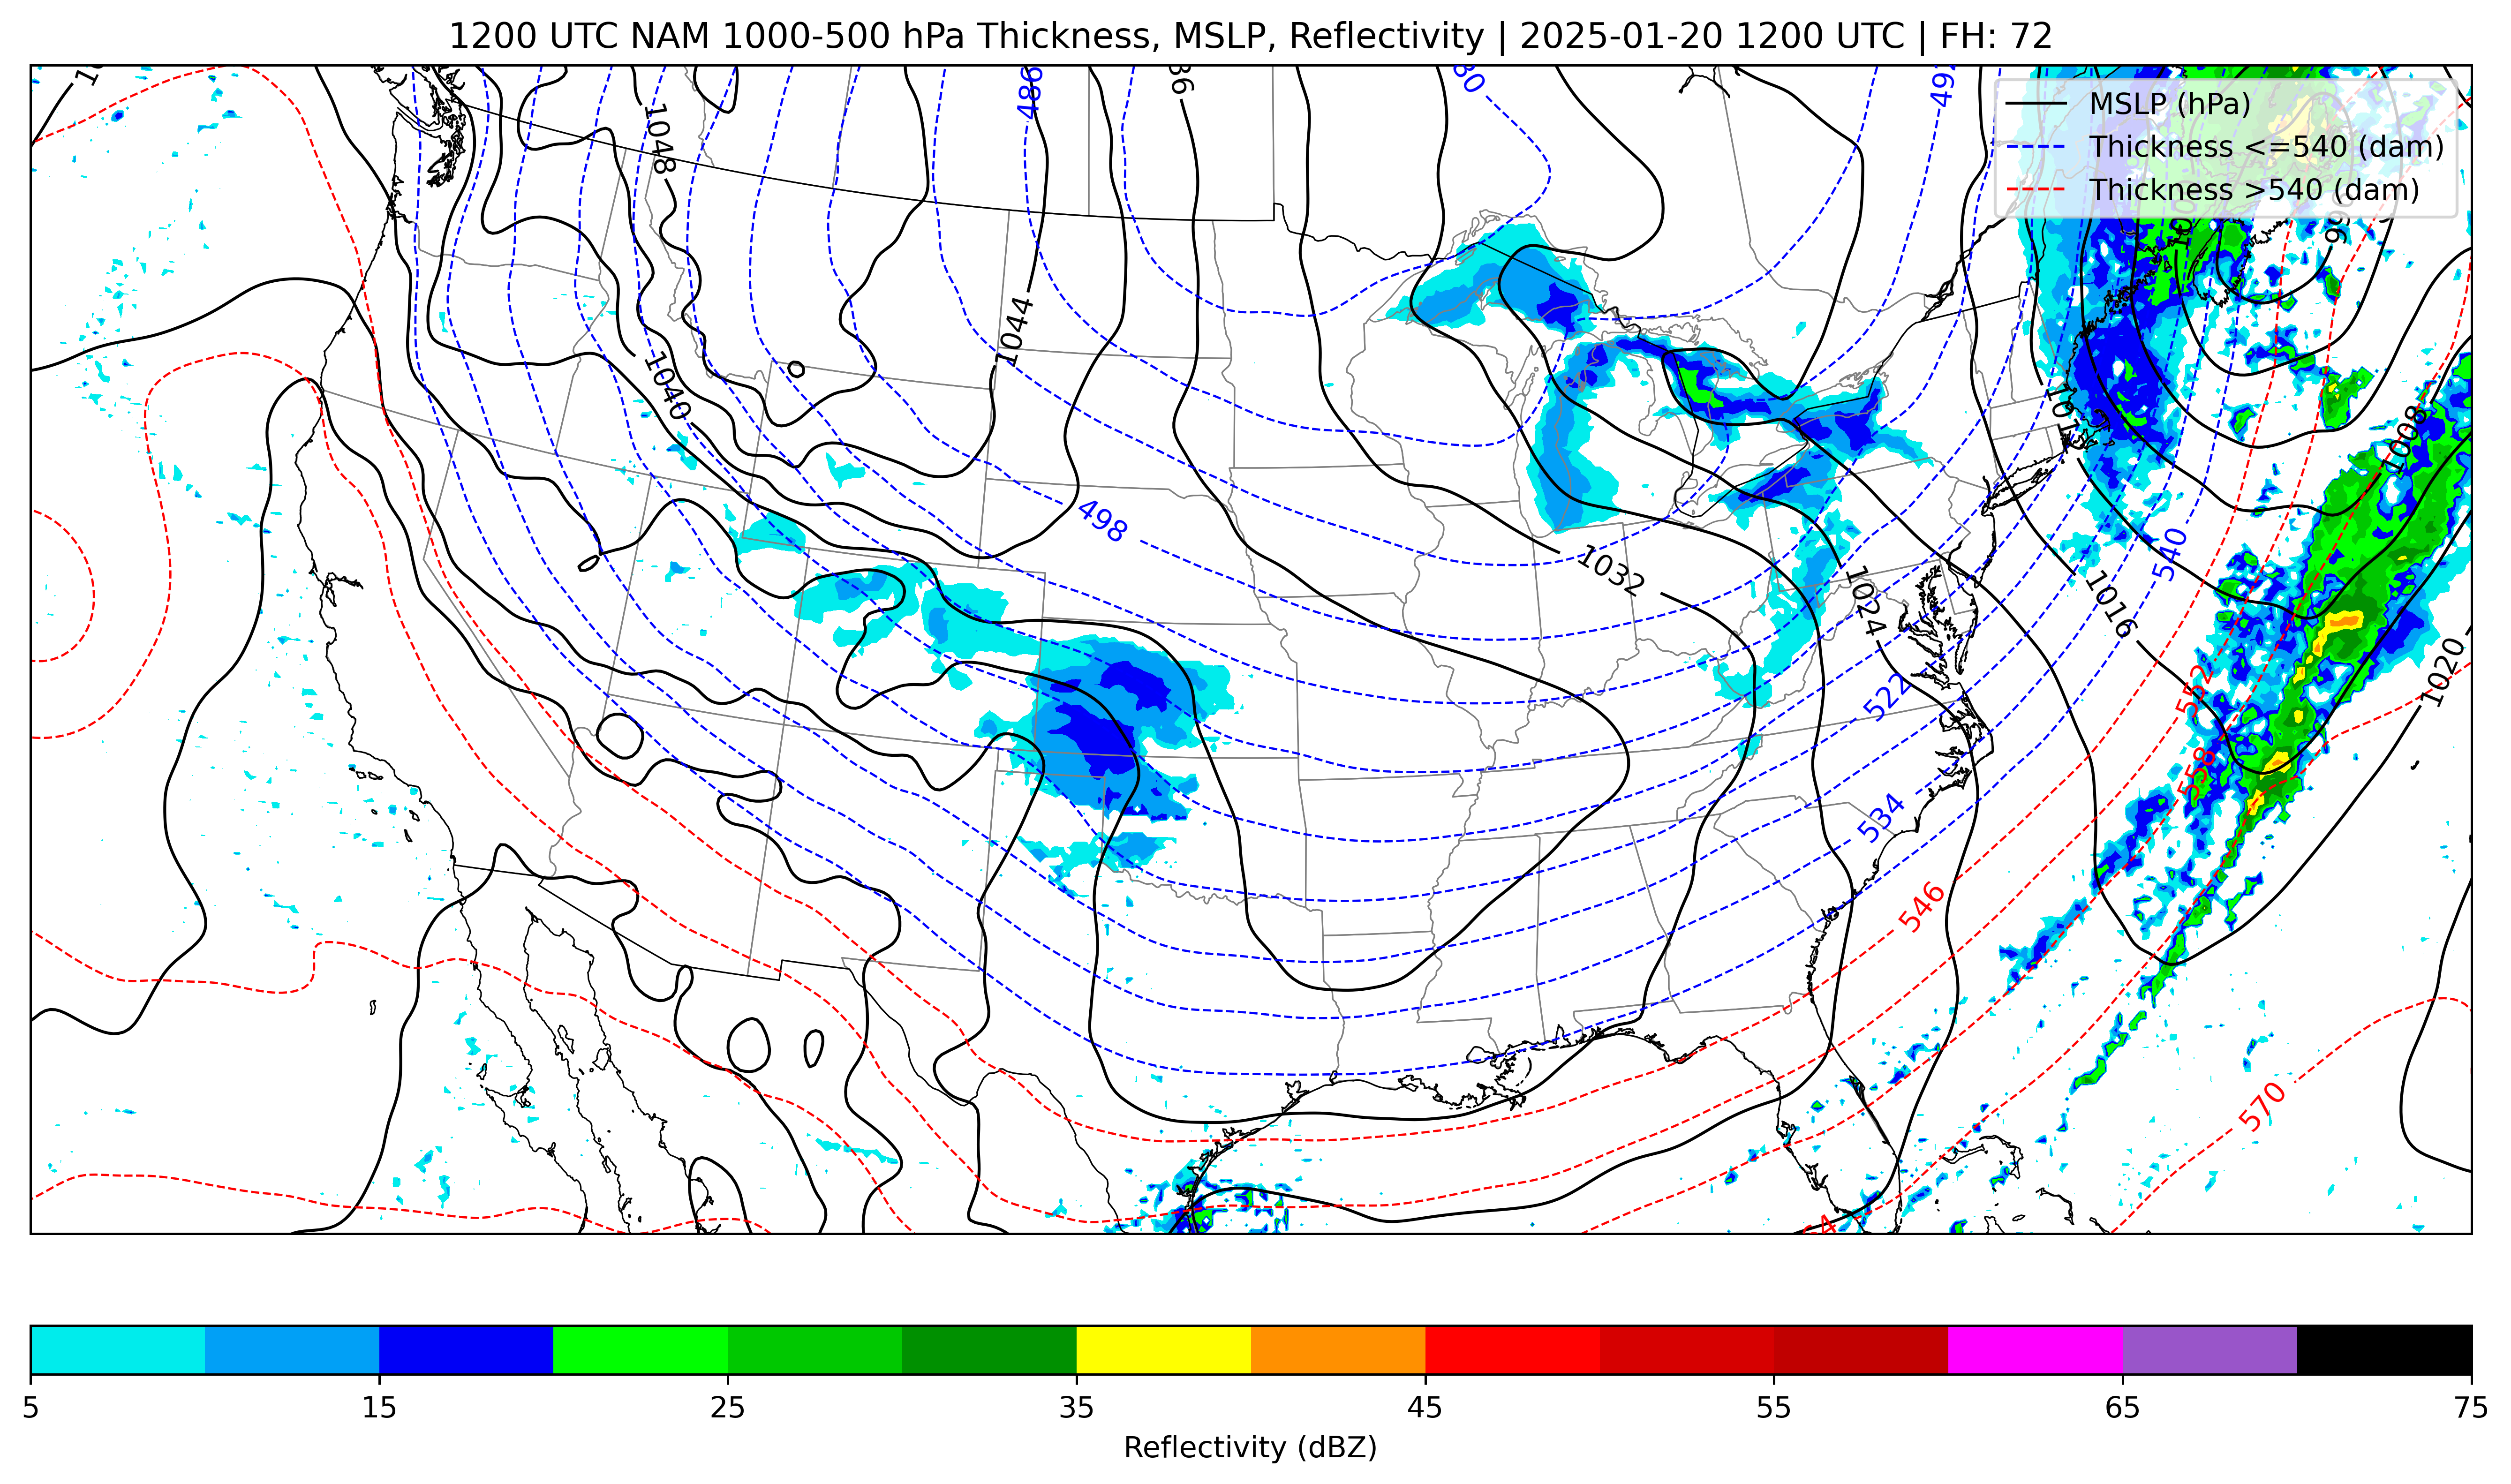 1200 UTC NAM 1000-500 hPa Thickness, MSLP, Reflectivity | 2025-01-20 1200 UTC | FH: 72
MSLP (hPa)
Thickness <=540 (dam)
Thickness >540 (dam)
486
1048
1044
1040
498
1032
1024
1016
1008
1020
540
522
534
552
558
546
570
5 15 25 35 45 55 65 75
Reflectivity (dBZ)